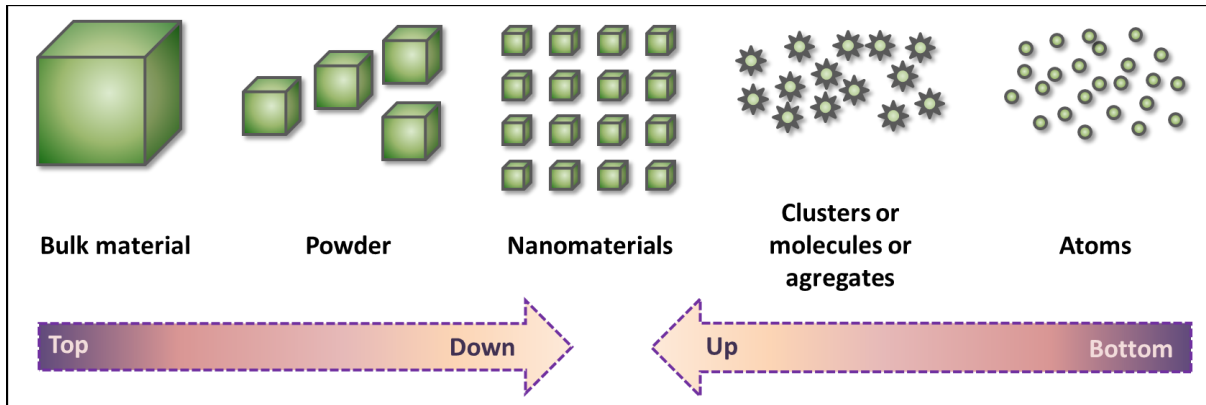 Bulk material
Powder
Nanomaterials
Clusters or
molecules or
agregates
Atoms
Top
Down
Up
Bottom